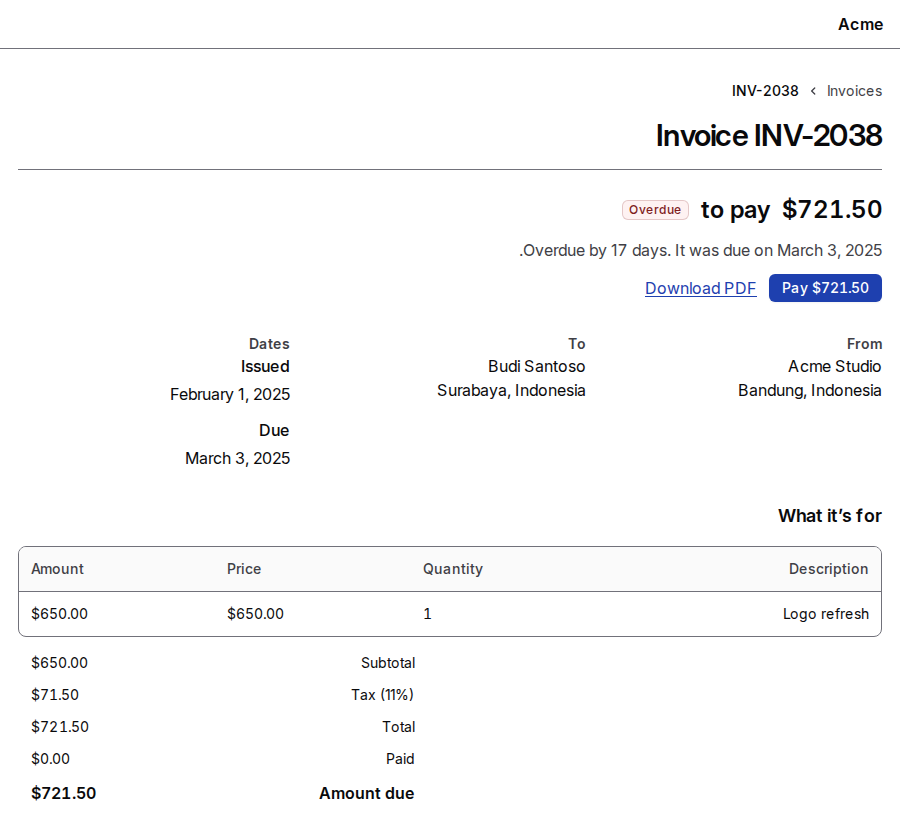 Acme
Invoices › INV-2038
Invoice INV-2038
$721.50 to pay Overdue
Overdue by 17 days. It was due on March 3, 2025.
Pay $721.50 Download PDF
From
Acme Studio
Bandung, Indonesia
To
Budi Santoso
Surabaya, Indonesia
Dates
Issued
February 1, 2025
Due
March 3, 2025
What it’s for
Description Quantity Price Amount
Logo refresh 1 $650.00 $650.00
Subtotal $650.00
Tax (11%) $71.50
Total $721.50
Paid $0.00
Amount due $721.50